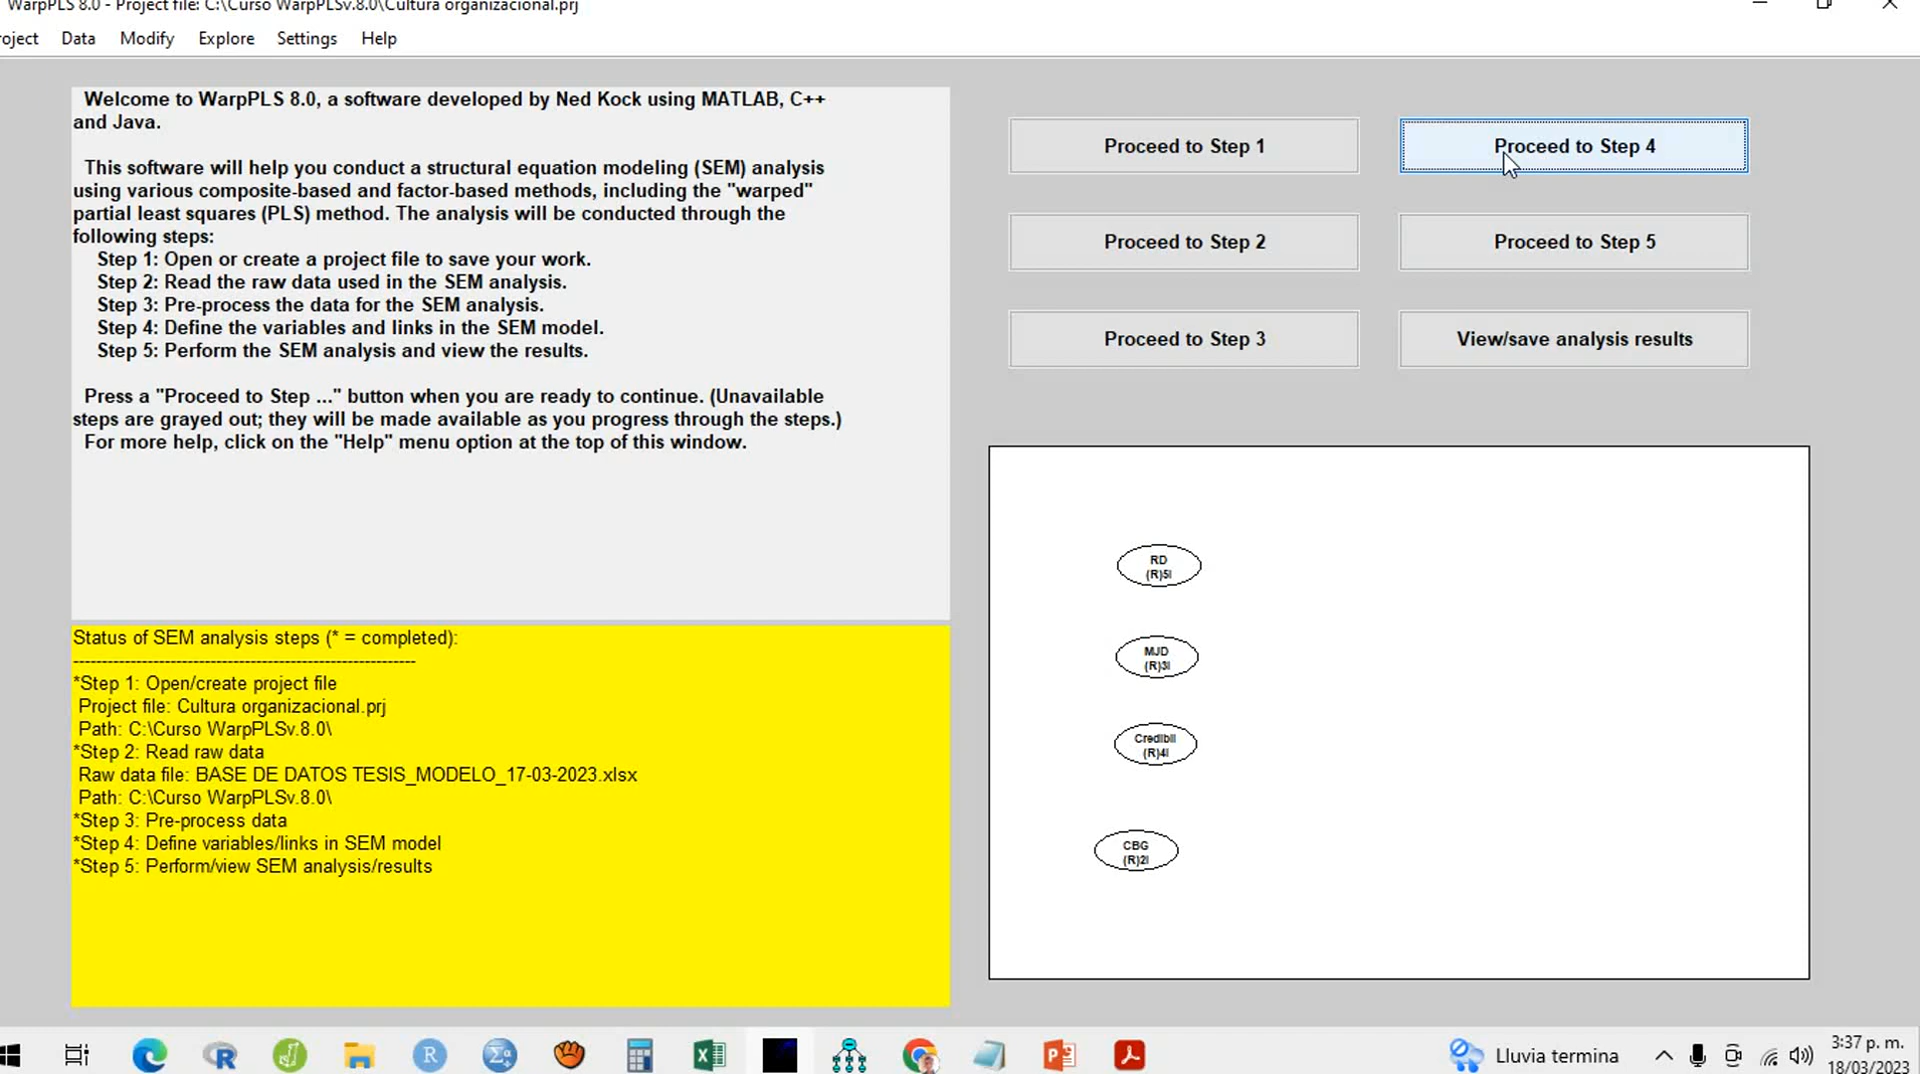 WarpPLS 8.0 - Project file: C:\Curso WarpPLSv.8.0\Cultura organizacional.prj
roject Data Modify Explore Settings Help
Welcome to WarpPLS 8.0, a software developed by Ned Kock using MATLAB, C++
and Java.
This software will help you conduct a structural equation modeling (SEM) analysis
using various composite-based and factor-based methods, including the "warped"
partial least squares (PLS) method. The analysis will be conducted through the
following steps:
Step 1: Open or create a project file to save your work.
Step 2: Read the raw data used in the SEM analysis.
Step 3: Pre-process the data for the SEM analysis.
Step 4: Define the variables and links in the SEM model.
Step 5: Perform the SEM analysis and view the results.
Press a "Proceed to Step ..." button when you are ready to continue. (Unavailable
steps are grayed out; they will be made available as you progress through the steps.)
For more help, click on the "Help" menu option at the top of this window.
Proceed to Step 1
Proceed to Step 4
Proceed to Step 2
Proceed to Step 5
Proceed to Step 3
View/save analysis results
Status of SEM analysis steps (* = completed):
------------------------------------------------------------
*Step 1: Open/create project file
Project file: Cultura organizacional.prj
Path: C:\Curso WarpPLSv.8.0\
*Step 2: Read raw data
Raw data file: BASE DE DATOS TESIS_MODELO_17-03-2023.xlsx
Path: C:\Curso WarpPLSv.8.0\
*Step 3: Pre-process data
*Step 4: Define variables/links in SEM model
*Step 5: Perform/view SEM analysis/results
RD
(R)5I
MJD
(R)3I
Credibil
(R)4I
CBG
(R)2I
Lluvia termina
3:37 p. m.
18/03/2023